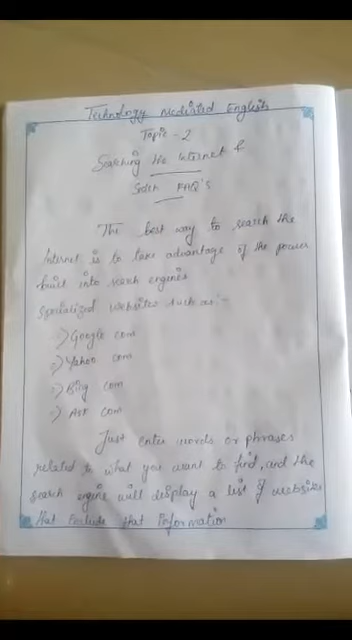 Technology Mediated English
Topic - 2
Searching the Internet &
Search FAQ'S
The best way to search the
Internet is to take advantage of the power
built into search engines
Specialized websites such as :-
Google com
Yahoo com
Bing com
Ask com
Just enter words or phrases
related to what you want to find, and the
search engine will display a list of websites
that include that information